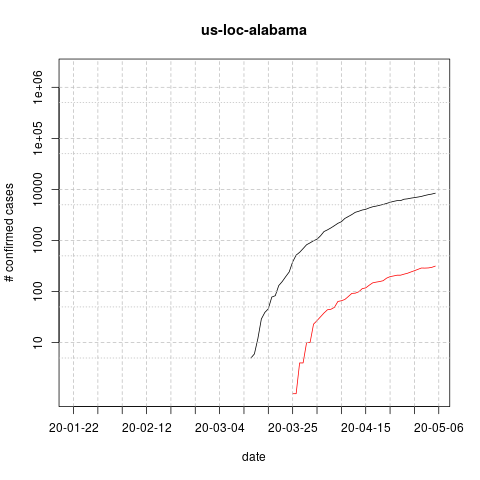 us-loc-alabama
# confirmed cases
1e+06
1e+05
10000
1000
100
10
20-01-22
20-02-12
20-03-04
20-03-25
20-04-15
20-05-06
date